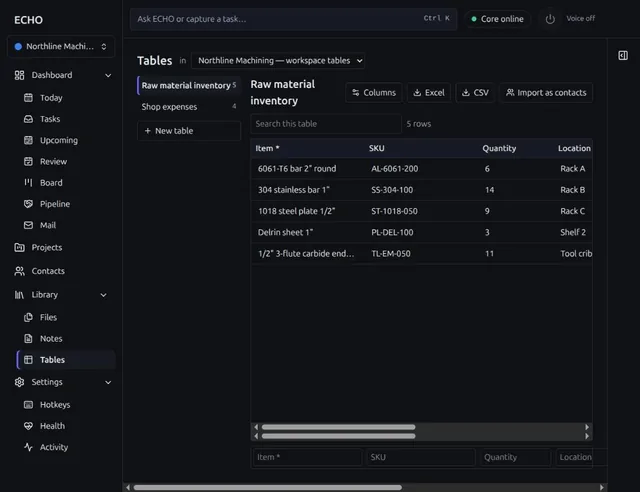 ECHO
Ask ECHO or capture a task…
Ctrl K
Core online
Voice off
Northline Machi…
Dashboard
Today
Tasks
Upcoming
Review
Board
Pipeline
Mail
Projects
Contacts
Library
Files
Notes
Tables
Settings
Hotkeys
Health
Activity
Tables in Northline Machining — workspace tables
Raw material inventory 5
Shop expenses 4
+ New table
Raw material
inventory
Columns
Excel
CSV
Import as contacts
Search this table
5 rows
Item * SKU Quantity Location
6061-T6 bar 2" round AL-6061-200 6 Rack A
304 stainless bar 1" SS-304-100 14 Rack B
1018 steel plate 1/2" ST-1018-050 9 Rack C
Delrin sheet 1" PL-DEL-100 3 Shelf 2
1/2" 3-flute carbide end… TL-EM-050 11 Tool crib
Item * SKU Quantity Location